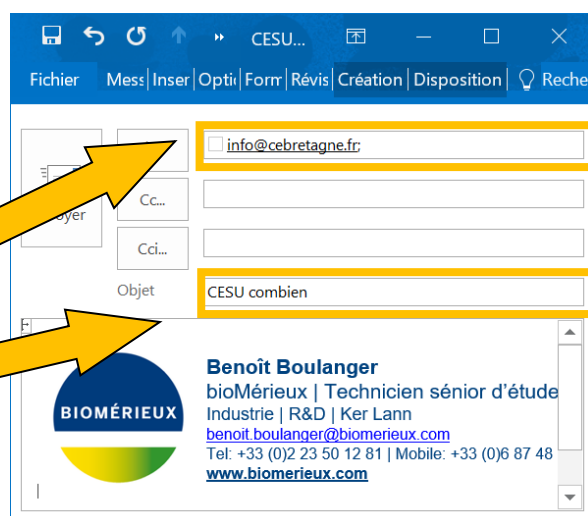 CESU...
Fichier Mess Inser Optio Form Révis Création Disposition Reche
info@cebretagne.fr;
Cc...
Cci...
Objet CESU combien
BIOMÉRIEUX
Benoît Boulanger
bioMérieux | Technicien sénior d'étude
Industrie | R&D | Ker Lann
benoit.boulanger@biomerieux.com
Tel: +33 (0)2 23 50 12 81 | Mobile: +33 (0)6 87 48
www.biomerieux.com